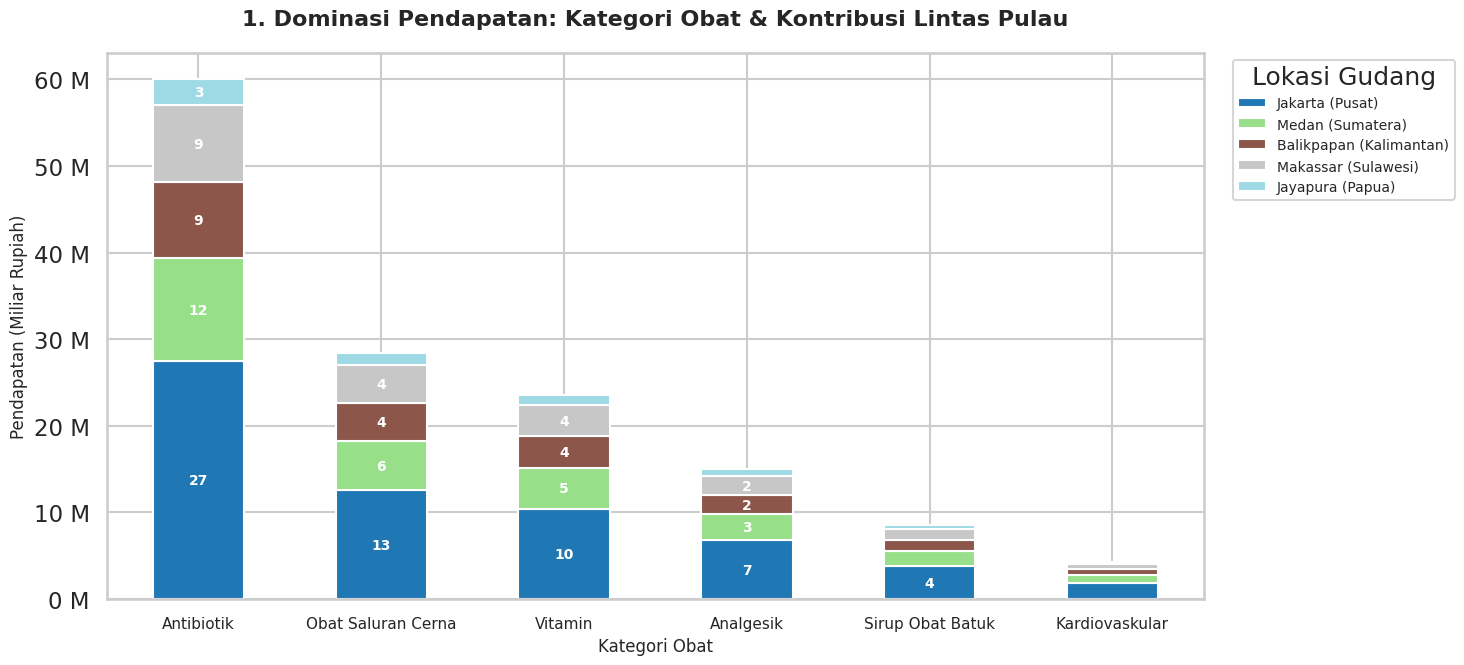 1. Dominasi Pendapatan: Kategori Obat & Kontribusi Lintas Pulau
Pendapatan (Miliar Rupiah)
60 M
50 M
40 M
30 M
20 M
10 M
0 M
3
9
9
12
27
4
4
6
13
4
4
5
10
2
2
3
7
4
Antibiotik
Obat Saluran Cerna
Vitamin
Analgesik
Sirup Obat Batuk
Kardiovaskular
Kategori Obat
Lokasi Gudang
Jakarta (Pusat)
Medan (Sumatera)
Balikpapan (Kalimantan)
Makassar (Sulawesi)
Jayapura (Papua)